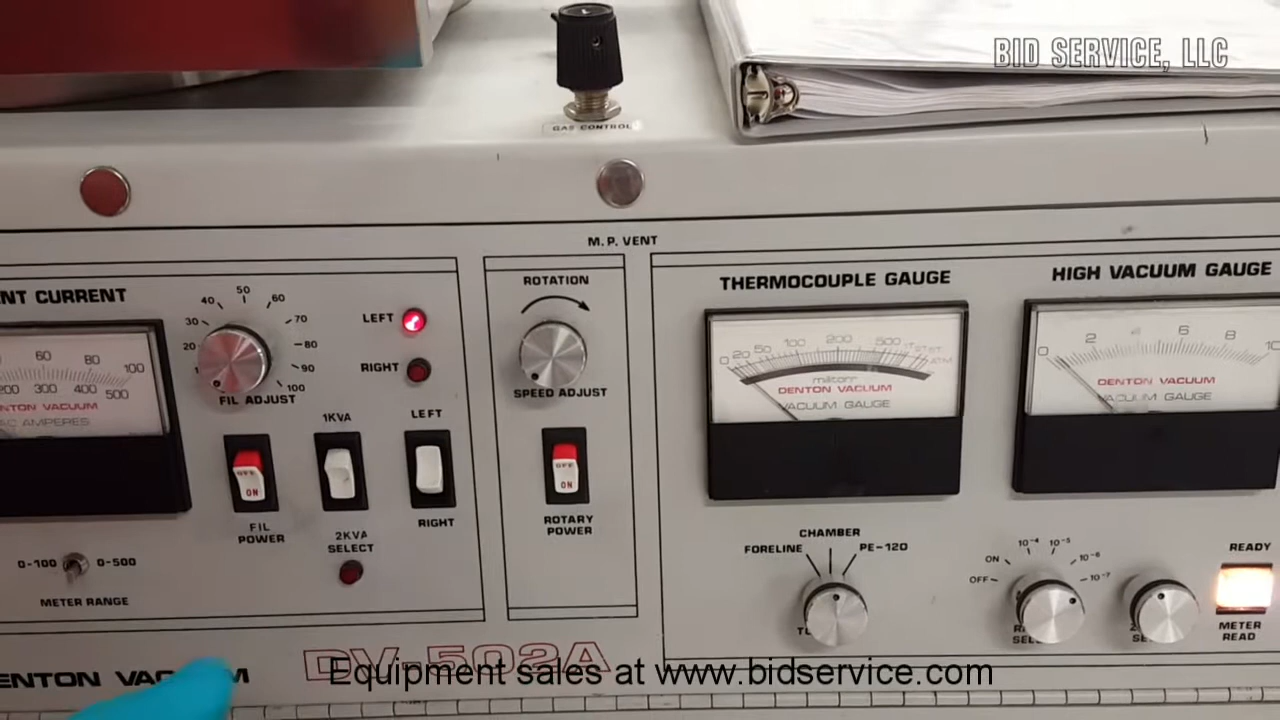 BID SERVICE, LLC
GAS CONTROL
M.P. VENT
NT CURRENT
60 80 100
200 300 400 500
NTON VACUUM
AC AMPERES
20 30 40 50 60 70 80 90 100
FIL ADJUST
LEFT
RIGHT
1KVA
LEFT
OFF
ON
FIL
POWER
2KVA
SELECT
RIGHT
0-100 0-500
METER RANGE
ROTATION
SPEED ADJUST
OFF
ON
ROTARY
POWER
THERMOCOUPLE GAUGE
0 20 50 100 200 500
militorr
DENTON VACUUM
VACUUM GAUGE
HIGH VACUUM GAUGE
0 2 4 6 8 10
DENTON VACUUM
VACUUM GAUGE
CHAMBER
FORELINE PE-120
OFF ON 10-4 10-5 10-6 10-7
READY
METER
READ
ENTON VACUUM
DV-502A
Equipment sales at www.bidservice.com